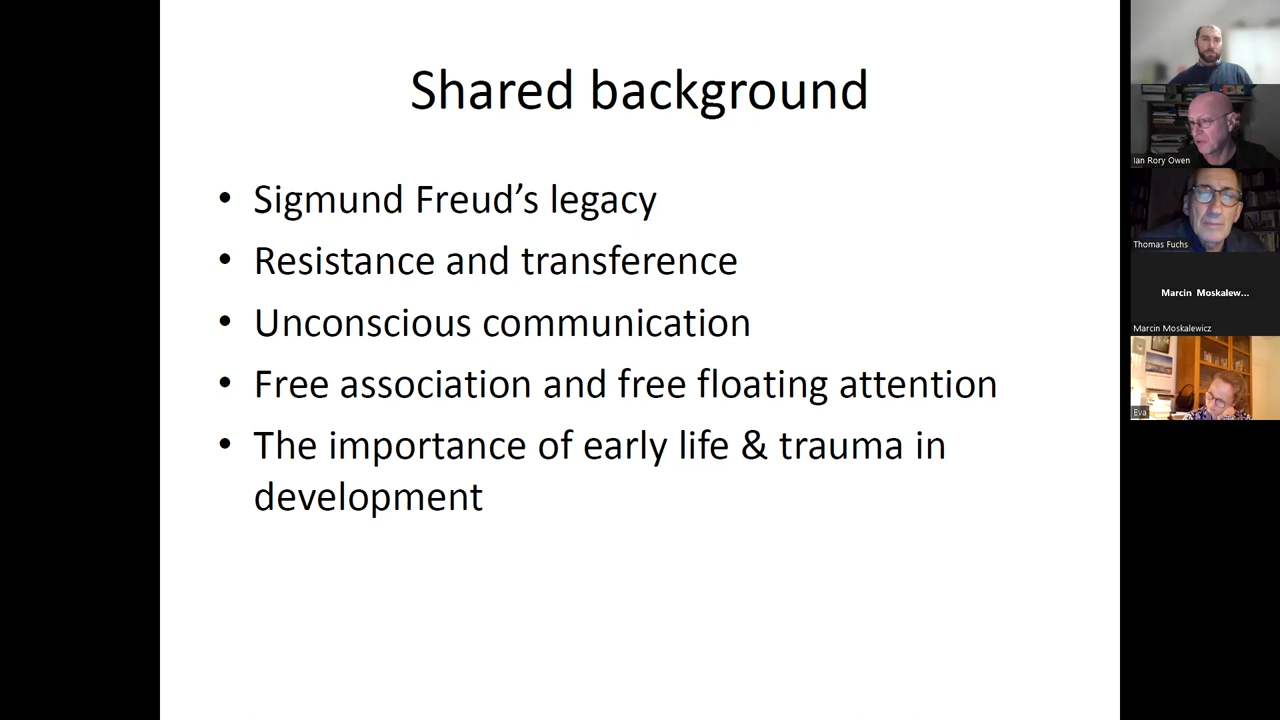 Shared background
• Sigmund Freud’s legacy
• Resistance and transference
• Unconscious communication
• Free association and free floating attention
• The importance of early life & trauma in
development
Ian Rory Owen
Thomas Fuchs
Marcin Moskalew...
Marcin Moskalewicz
Eva